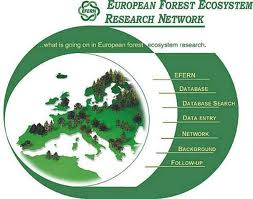 EUROPEAN FOREST ECOSYSTEM
RESEARCH NETWORK
EFERN
...what is going on in European forest ecosystem research.
EFERN
DATABASE
DATABASE SEARCH
DATA ENTRY
NETWORK
BACKGROUND
FOLLOW-UP